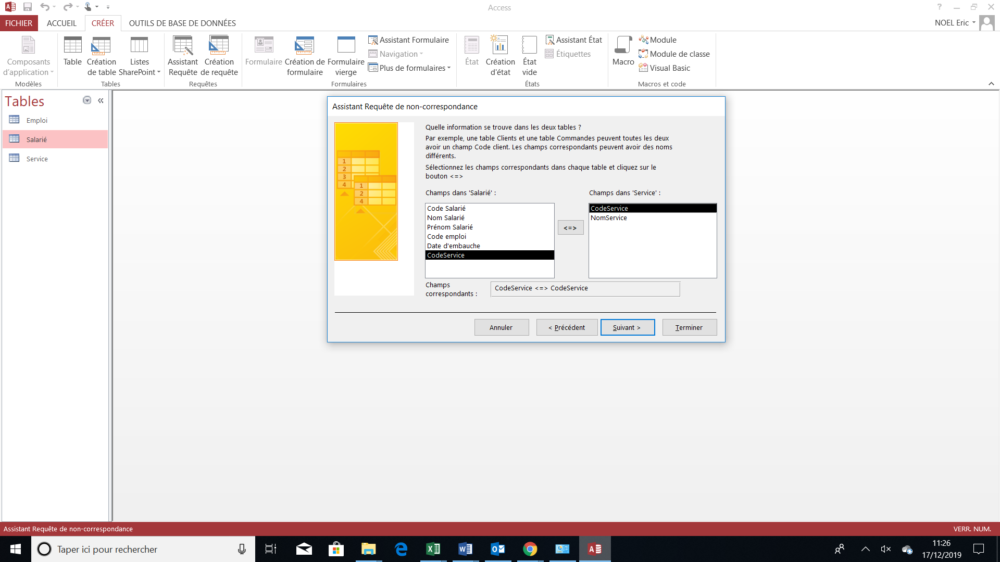 Access
?
FICHIER
ACCUEIL
CRÉER
OUTILS DE BASE DE DONNÉES
NOEL Eric
Composants
d'application
Modèles
Table
Création
de table
Listes
SharePoint
Tables
Assistant
Requête
Création
de requête
Requêtes
Formulaire
Création de
formulaire
Formulaire
vierge
Assistant Formulaire
Navigation
Plus de formulaires
Formulaires
État
Création
d'état
État
vide
Assistant État
Étiquettes
États
Macro
Module
Module de classe
Visual Basic
Macros et code
Tables
«
Emploi
Salarié
Service
Assistant Requête de non-correspondance
1
2
3
4
1
2
4
Quelle information se trouve dans les deux tables ?
Par exemple, une table Clients et une table Commandes peuvent toutes les deux
avoir un champ Code client. Les champs correspondants peuvent avoir des noms
différents.
Sélectionnez les champs correspondants dans chaque table et cliquez sur le
bouton <=>
Champs dans 'Salarié' :
Code Salarié
Nom Salarié
Prénom Salarié
Code emploi
Date d'embauche
CodeService
<=>
Champs dans 'Service' :
CodeService
NomService
Champs
correspondants :
CodeService <=> CodeService
Annuler
< Précédent
Suivant >
Terminer
Assistant Requête de non-correspondance
VERR. NUM.
Taper ici pour rechercher
11:26
17/12/2019